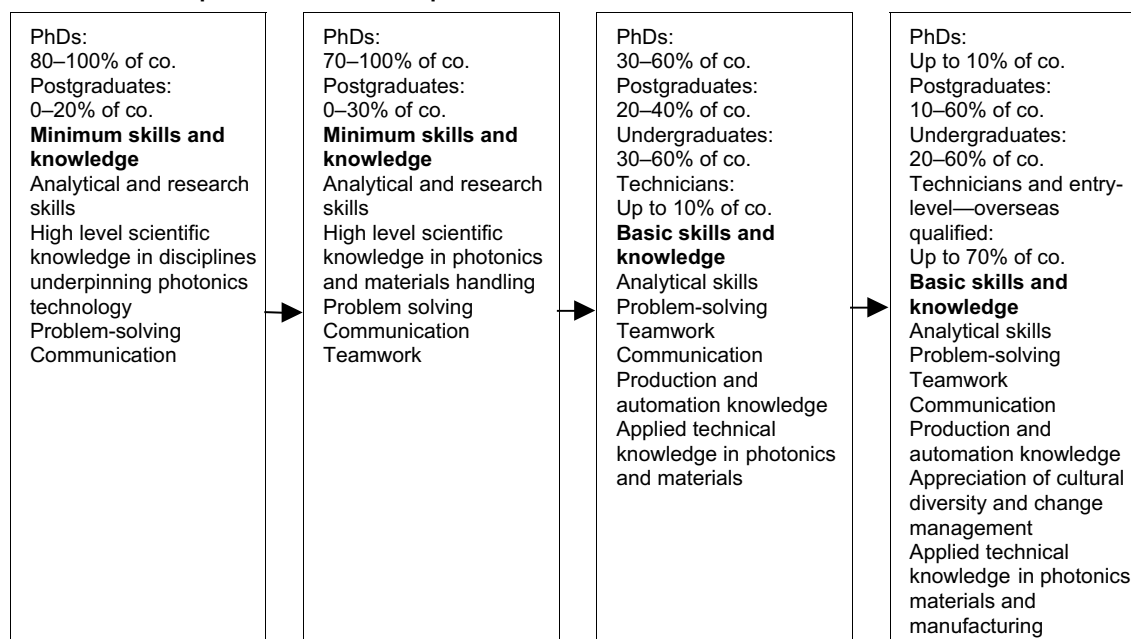 PhDs:
80–100% of co.
Postgraduates:
0–20% of co.
Minimum skills and
knowledge
Analytical and research
skills
High level scientific
knowledge in disciplines
underpinning photonics
technology
Problem-solving
Communication
PhDs:
70–100% of co.
Postgraduates:
0–30% of co.
Minimum skills and
knowledge
Analytical and research
skills
High level scientific
knowledge in photonics
and materials handling
Problem solving
Communication
Teamwork
PhDs:
30–60% of co.
Postgraduates:
20–40% of co.
Undergraduates:
30–60% of co.
Technicians:
Up to 10% of co.
Basic skills and
knowledge
Analytical skills
Problem-solving
Teamwork
Communication
Production and
automation knowledge
Applied technical
knowledge in photonics
and materials
PhDs:
Up to 10% of co.
Postgraduates:
10–60% of co.
Undergraduates:
20–60% of co.
Technicians and entry-
level—overseas
qualified:
Up to 70% of co.
Basic skills and
knowledge
Analytical skills
Problem-solving
Teamwork
Communication
Production and
automation knowledge
Appreciation of cultural
diversity and change
management
Applied technical
knowledge in photonics
materials and
manufacturing